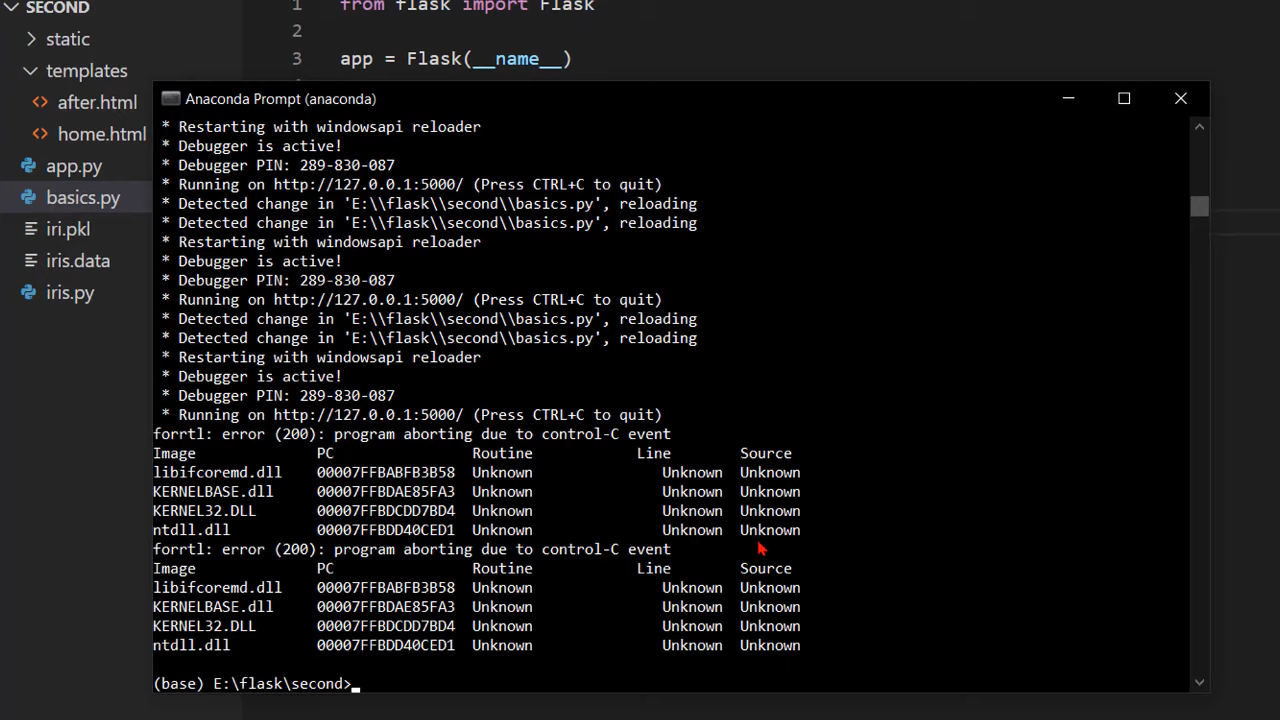 SECOND
static
templates
after.html
home.html
app.py
basics.py
iri.pkl
iris.data
iris.py
1 from flask import Flask
2
3 app = Flask(__name__)
Anaconda Prompt (anaconda)
* Restarting with windowsapi reloader
* Debugger is active!
* Debugger PIN: 289-830-087
* Running on http://127.0.0.1:5000/ (Press CTRL+C to quit)
* Detected change in 'E:\\flask\\second\\basics.py', reloading
* Detected change in 'E:\\flask\\second\\basics.py', reloading
* Restarting with windowsapi reloader
* Debugger is active!
* Debugger PIN: 289-830-087
* Running on http://127.0.0.1:5000/ (Press CTRL+C to quit)
* Detected change in 'E:\\flask\\second\\basics.py', reloading
* Detected change in 'E:\\flask\\second\\basics.py', reloading
* Restarting with windowsapi reloader
* Debugger is active!
* Debugger PIN: 289-830-087
* Running on http://127.0.0.1:5000/ (Press CTRL+C to quit)
forrtl: error (200): program aborting due to control-C event
Image PC Routine Line Source
libifcoremd.dll 00007FFBABFB3B58 Unknown Unknown Unknown
KERNELBASE.dll 00007FFBDAE85FA3 Unknown Unknown Unknown
KERNEL32.DLL 00007FFBDCDD7BD4 Unknown Unknown Unknown
ntdll.dll 00007FFBDD40CED1 Unknown Unknown Unknown
forrtl: error (200): program aborting due to control-C event
Image PC Routine Line Source
libifcoremd.dll 00007FFBABFB3B58 Unknown Unknown Unknown
KERNELBASE.dll 00007FFBDAE85FA3 Unknown Unknown Unknown
KERNEL32.DLL 00007FFBDCDD7BD4 Unknown Unknown Unknown
ntdll.dll 00007FFBDD40CED1 Unknown Unknown Unknown
(base) E:\flask\second>